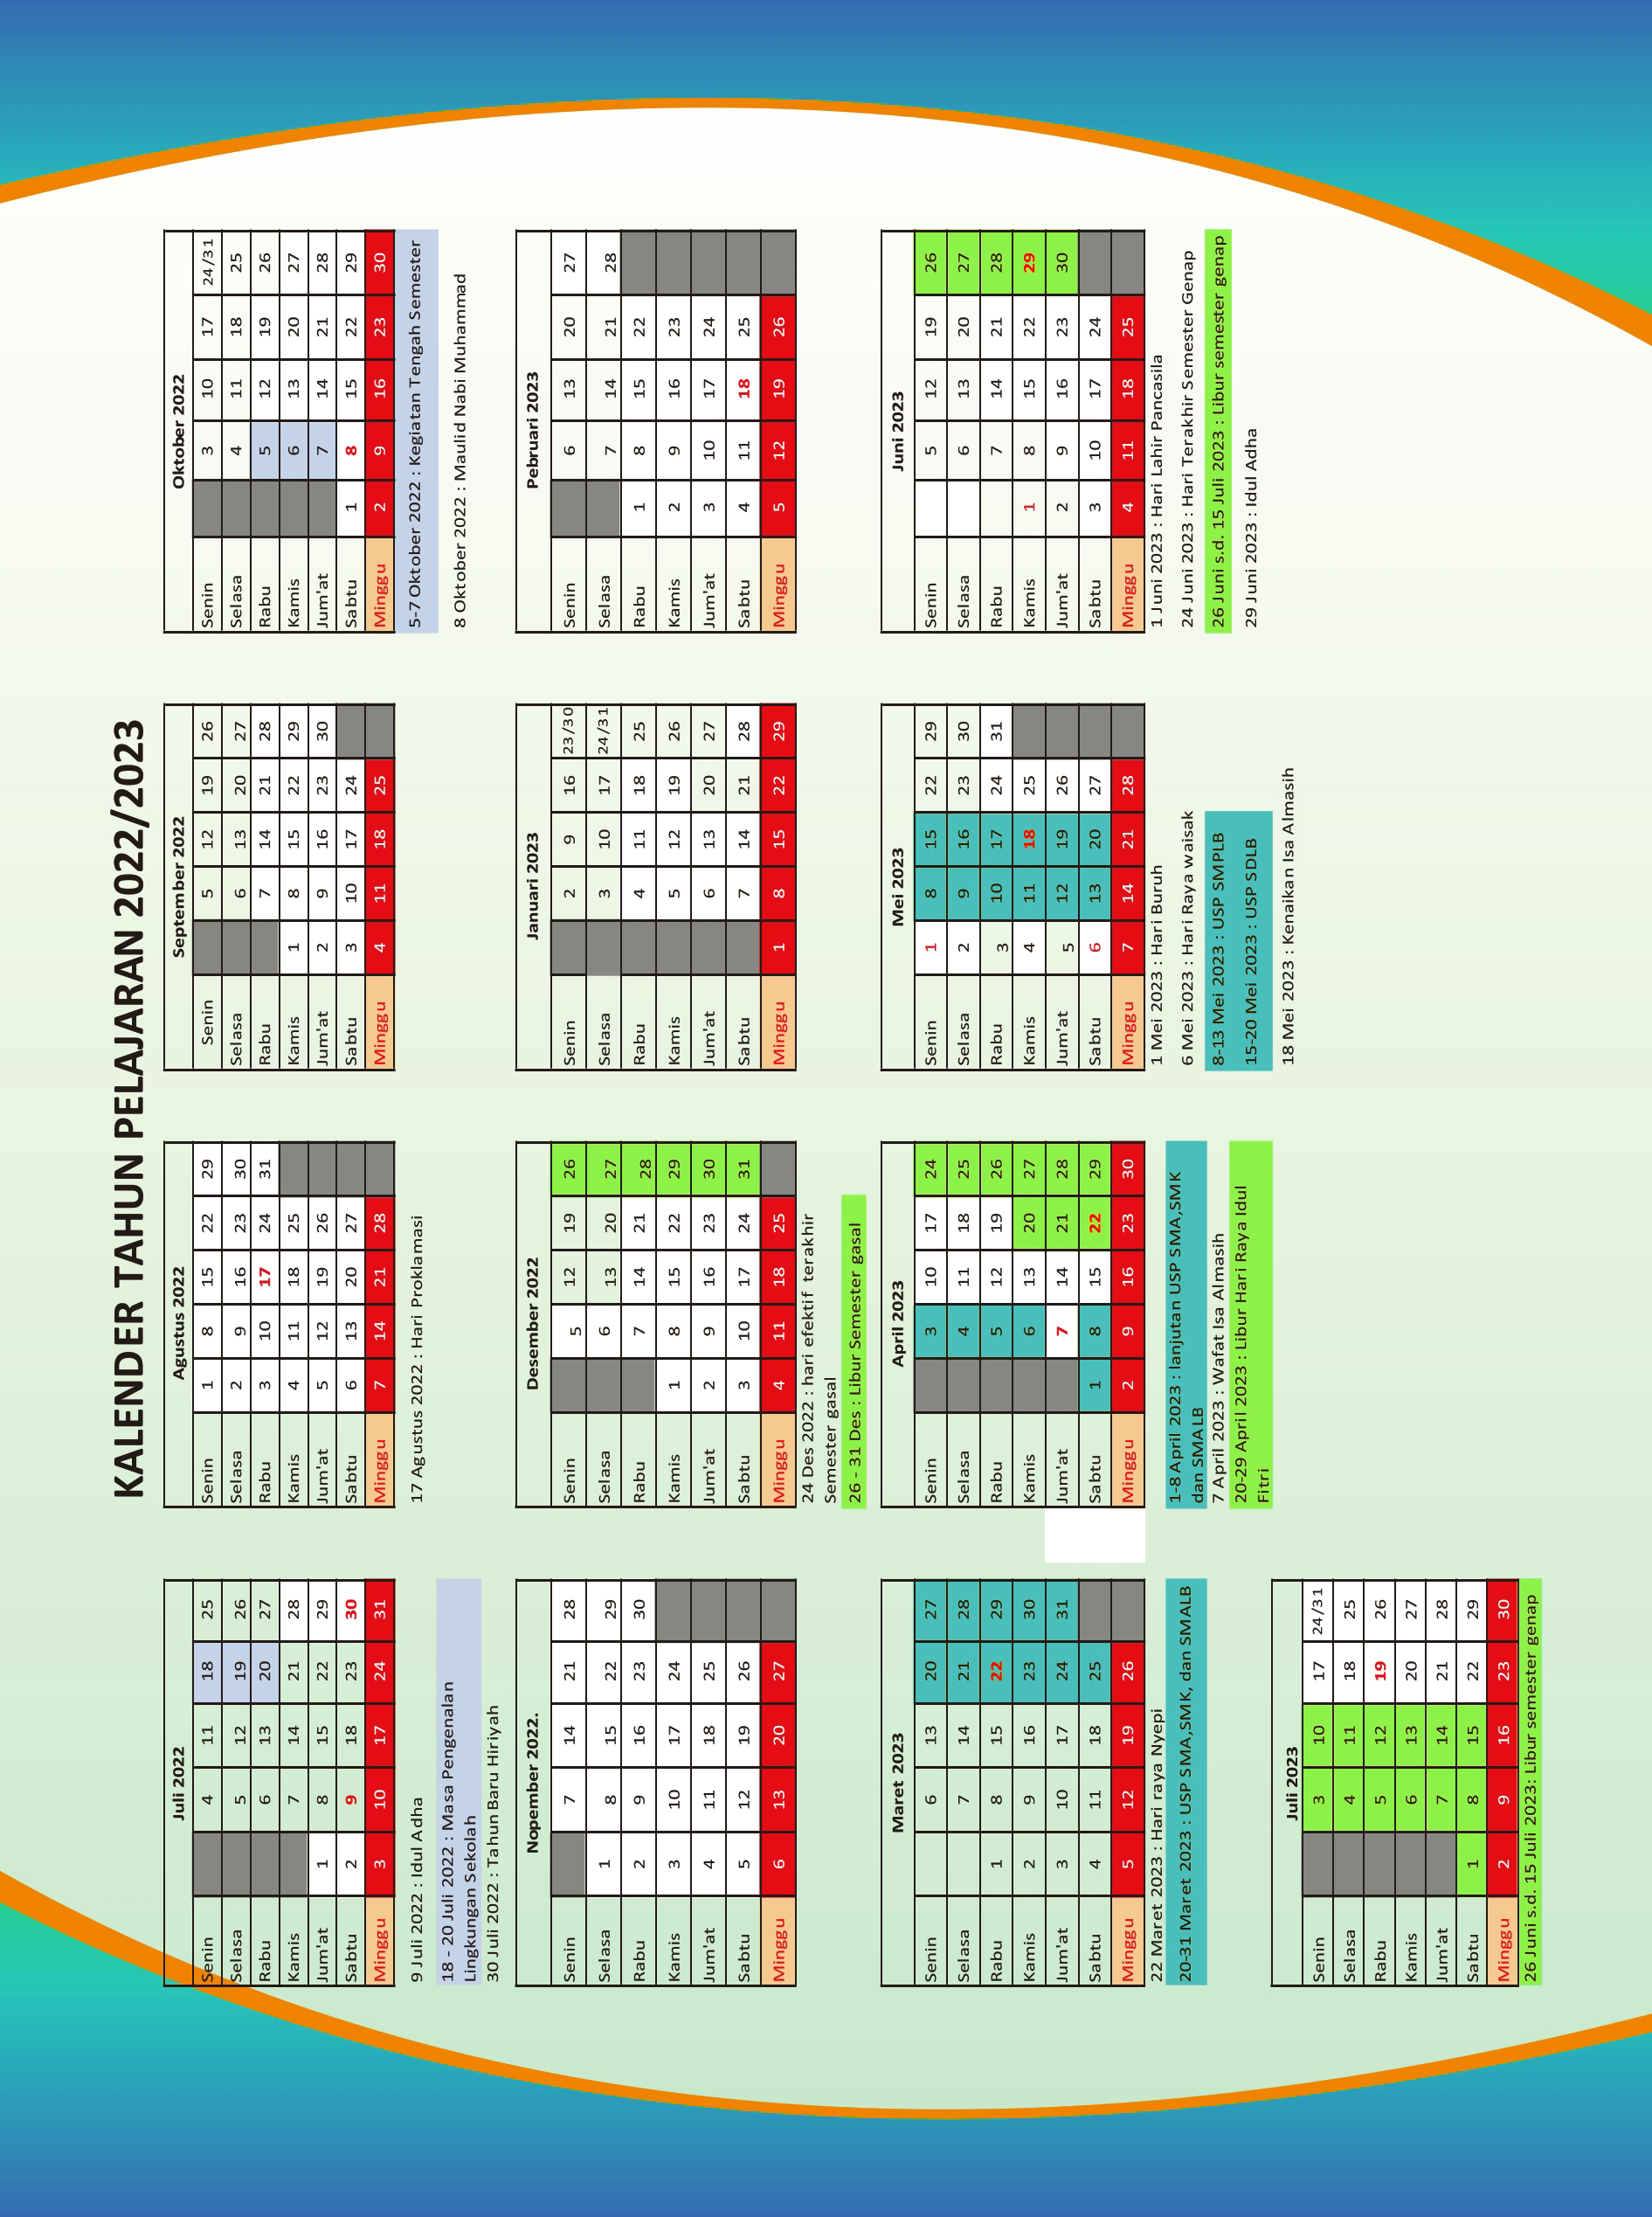 KALENDER TAHUN PELAJARAN 2022/2023
Juli 2022
Senin 4 11 18 25
Selasa 5 12 19 26
Rabu 6 13 20 27
Kamis 7 14 21 28
Jum'at 1 8 15 22 29
Sabtu 2 9 18 23 30
Minggu 3 10 17 24 31
9 Juli 2022 : Idul Adha
18 - 20 Juli 2022 : Masa Pengenalan
Lingkungan Sekolah
30 Juli 2022 : Tahun Baru Hiriyah
Agustus 2022
Senin 1 8 15 22 29
Selasa 2 9 16 23 30
Rabu 3 10 17 24 31
Kamis 4 11 18 25
Jum'at 5 12 19 26
Sabtu 6 13 20 27
Minggu 7 14 21 28
17 Agustus 2022 : Hari Proklamasi
September 2022
Senin 5 12 19 26
Selasa 6 13 20 27
Rabu 7 14 21 28
Kamis 1 8 15 22 29
Jum'at 2 9 16 23 30
Sabtu 3 10 17 24
Minggu 4 11 18 25
Oktober 2022
Senin 3 10 17 24/31
Selasa 4 11 18 25
Rabu 5 12 19 26
Kamis 6 13 20 27
Jum'at 7 14 21 28
Sabtu 1 8 15 22 29
Minggu 2 9 16 23 30
5-7 Oktober 2022 : Kegiatan Tengah Semester
8 Oktober 2022 : Maulid Nabi Muhammad
Nopember 2022.
Senin 7 14 21 28
Selasa 1 8 15 22 29
Rabu 2 9 16 23 30
Kamis 3 10 17 24
Jum'at 4 11 18 25
Sabtu 5 12 19 26
Minggu 6 13 20 27
Desember 2022
Senin 5 12 19 26
Selasa 6 13 20 27
Rabu 7 14 21 28
Kamis 1 8 15 22 29
Jum'at 2 9 16 23 30
Sabtu 3 10 17 24 31
Minggu 4 11 18 25
24 Des 2022 : hari efektif terakhir
Semester gasal
26 - 31 Des : Libur Semester gasal
Januari 2023
Senin 2 9 16 23/30
Selasa 3 10 17 24/31
Rabu 4 11 18 25
Kamis 5 12 19 26
Jum'at 6 13 20 27
Sabtu 7 14 21 28
Minggu 1 8 15 22 29
Pebruari 2023
Senin 6 13 20 27
Selasa 7 14 21 28
Rabu 1 8 15 22
Kamis 2 9 16 23
Jum'at 3 10 17 24
Sabtu 4 11 18 25
Minggu 5 12 19 26
Maret 2023
Senin 6 13 20 27
Selasa 7 14 21 28
Rabu 1 8 15 22 29
Kamis 2 9 16 23 30
Jum'at 3 10 17 24 31
Sabtu 4 11 18 25
Minggu 5 12 19 26
22 Maret 2023 : Hari raya Nyepi
20-31 Maret 2023 : USP SMA,SMK, dan SMALB
April 2023
Senin 3 10 17 24
Selasa 4 11 18 25
Rabu 5 12 19 26
Kamis 6 13 20 27
Jum'at 7 14 21 28
Sabtu 1 8 15 22 29
Minggu 2 9 16 23 30
1-8 April 2023 : lanjutan USP SMA,SMK
dan SMALB
7 April 2023 : Wafat Isa Almasih
20-29 April 2023 : Libur Hari Raya Idul
Fitri
Mei 2023
Senin 1 8 15 22 29
Selasa 2 9 16 23 30
Rabu 3 10 17 24 31
Kamis 4 11 18 25
Jum'at 5 12 19 26
Sabtu 6 13 20 27
Minggu 7 14 21 28
1 Mei 2023 : Hari Buruh
6 Mei 2023 : Hari Raya waisak
8-13 Mei 2023 : USP SMPLB
15-20 Mei 2023 : USP SDLB
18 Mei 2023 : Kenaikan Isa Almasih
Juni 2023
Senin 5 12 19 26
Selasa 6 13 20 27
Rabu 7 14 21 28
Kamis 1 8 15 22 29
Jum'at 2 9 16 23 30
Sabtu 3 10 17 24
Minggu 4 11 18 25
1 Juni 2023 : Hari Lahir Pancasila
24 Juni 2023 : Hari Terakhir Semester Genap
26 Juni s.d. 15 Juli 2023 : Libur semester genap
29 Juni 2023 : Idul Adha
Juli 2023
Senin 3 10 17 24/31
Selasa 4 11 18 25
Rabu 5 12 19 26
Kamis 6 13 20 27
Jum'at 7 14 21 28
Sabtu 1 8 15 22 29
Minggu 2 9 16 23 30
26 Juni s.d. 15 Juli 2023: Libur semester genap